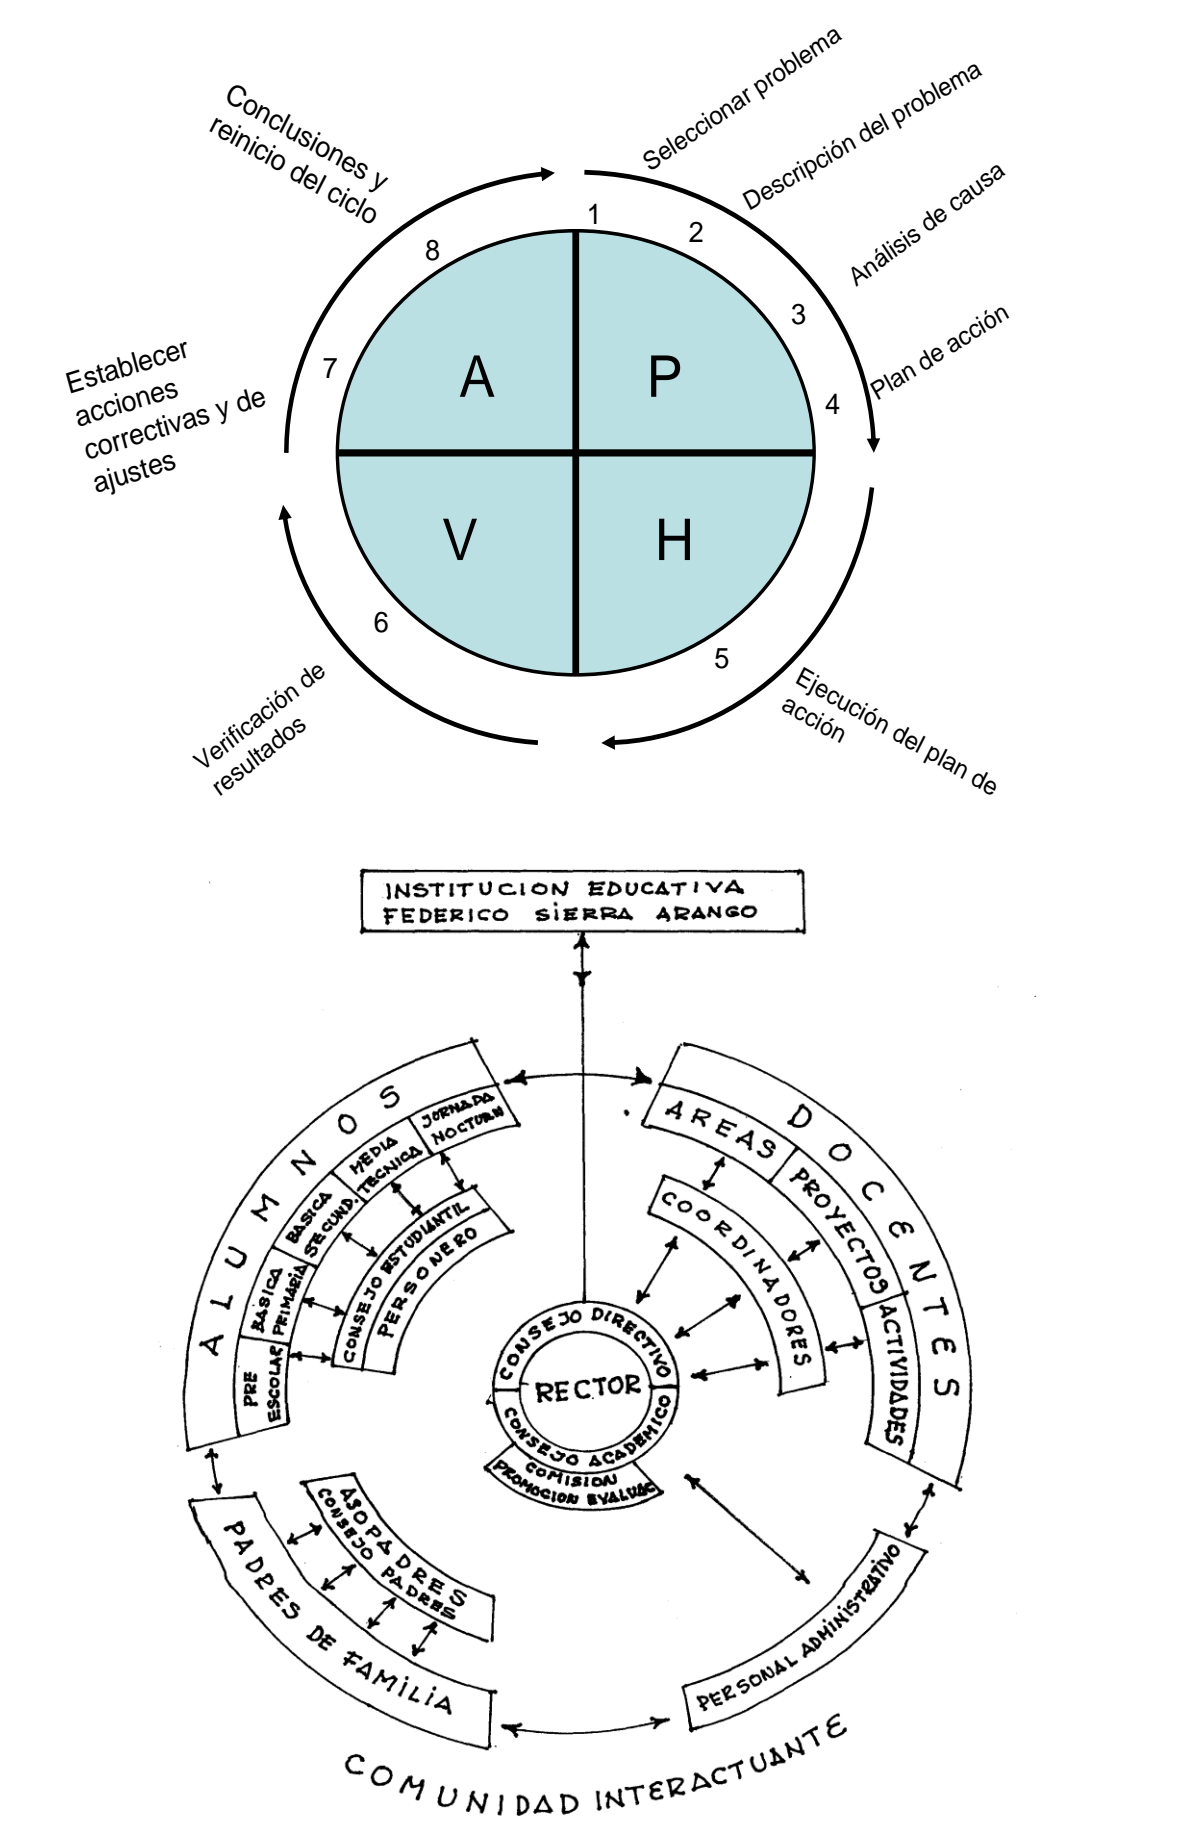 Seleccionar problema
Descripción del problema
Análisis de causa
Plan de acción
Conclusiones y
reinicio del ciclo
1
2
3
4
5
6
7
8
A
P
V
H
Establecer
acciones
correctivas y de
ajustes
Verificación de
resultados
Ejecución del plan de
acción
INSTITUCION EDUCATIVA
FEDERICO SIERRA ARANGO
ALUMNOS
JORNADA
NOCTURN
MEDIA
TECNICA
BASICA
SECUND.
BASICA
PRIMARIA
PRE
ESCOLAR
CONSEJO ESTUDIANTIL
PERSONERO
DOCENTES
AREAS
PROYECTOS
ACTIVIDADES
COORDINADORES
CONSEJO DIRECTIVO
RECTOR
CONSEJO ACADEMICO
COMISION
PROMOCION EVALUAC
ASOPADRES
CONSEJO PADRES
PADRES DE FAMILIA
PERSONAL ADMINISTRATIVO
COMUNIDAD INTERACTUANTE